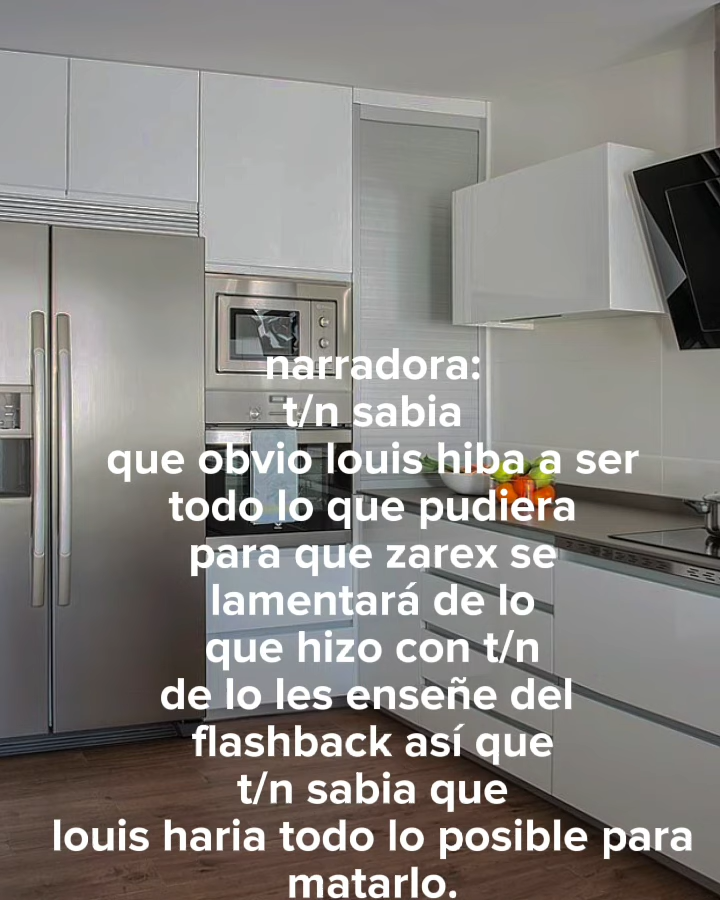 narradora:
t/n sabia
que obvio louis hiba a ser
todo lo que pudiera
para que zarex se
lamentará de lo
que hizo con t/n
de lo les enseñe del
flashback así que
t/n sabia que
louis haria todo lo posible para
matarlo.